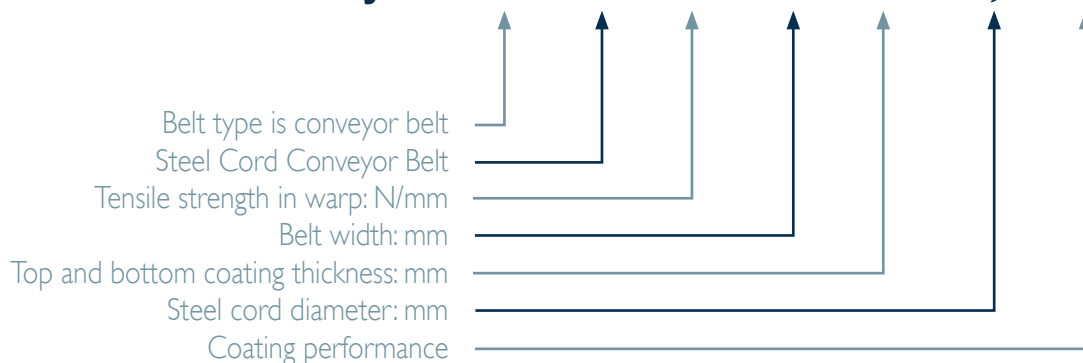 Belt type is conveyor belt
Steel Cord Conveyor Belt
Tensile strength in warp: N/mm
Belt width: mm
Top and bottom coating thickness: mm
Steel cord diameter: mm
Coating performance